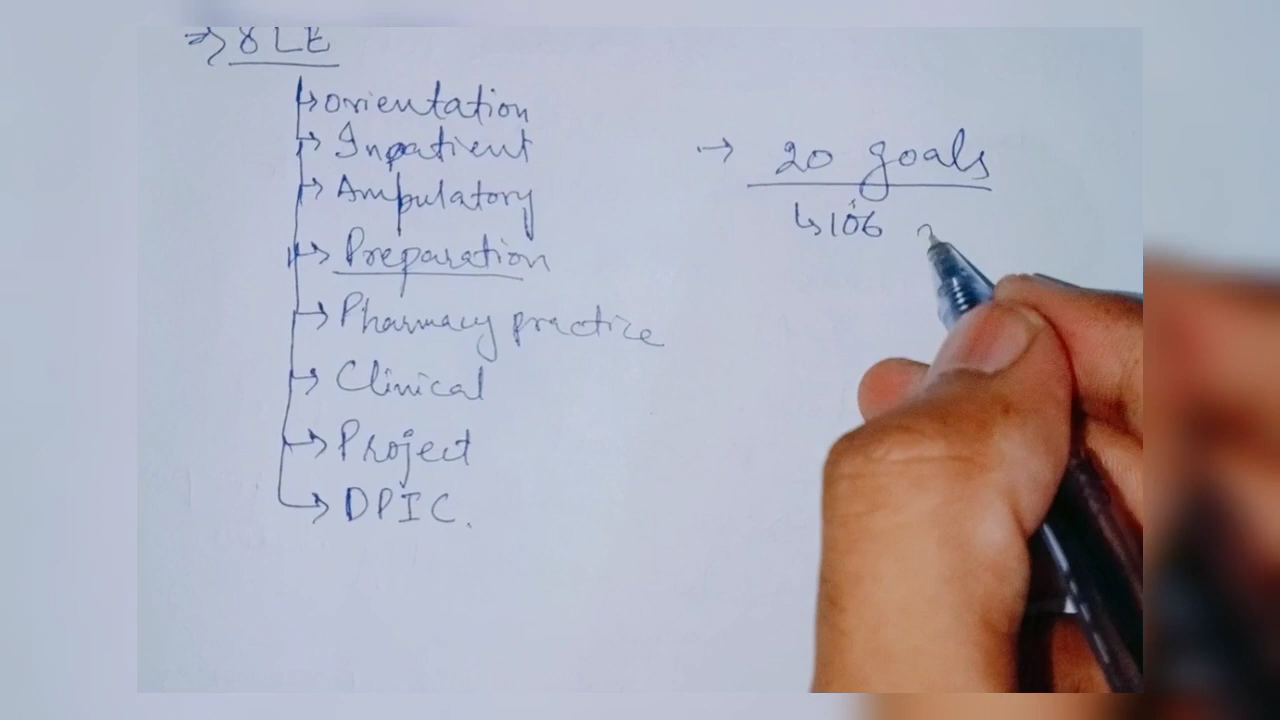 ⇒ 8 LE
→ Orientation
→ Inpatient
→ Ambulatory
→ Preparation
→ Pharmacy practice
→ Clinical
→ Project
→ DPIC.
→ 20 goals
↳ 106